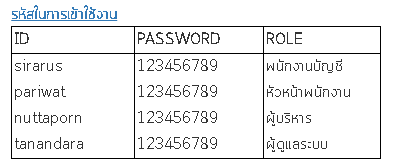 รหัสในการเข้าใช้งาน
ID PASSWORD ROLE
sirarus 123456789 พนักงานบัญชี
pariwat 123456789 หัวหน้าพนักงาน
nuttaporn 123456789 ผู้บริหาร
tanandara 123456789 ผู้ดูแลระบบ